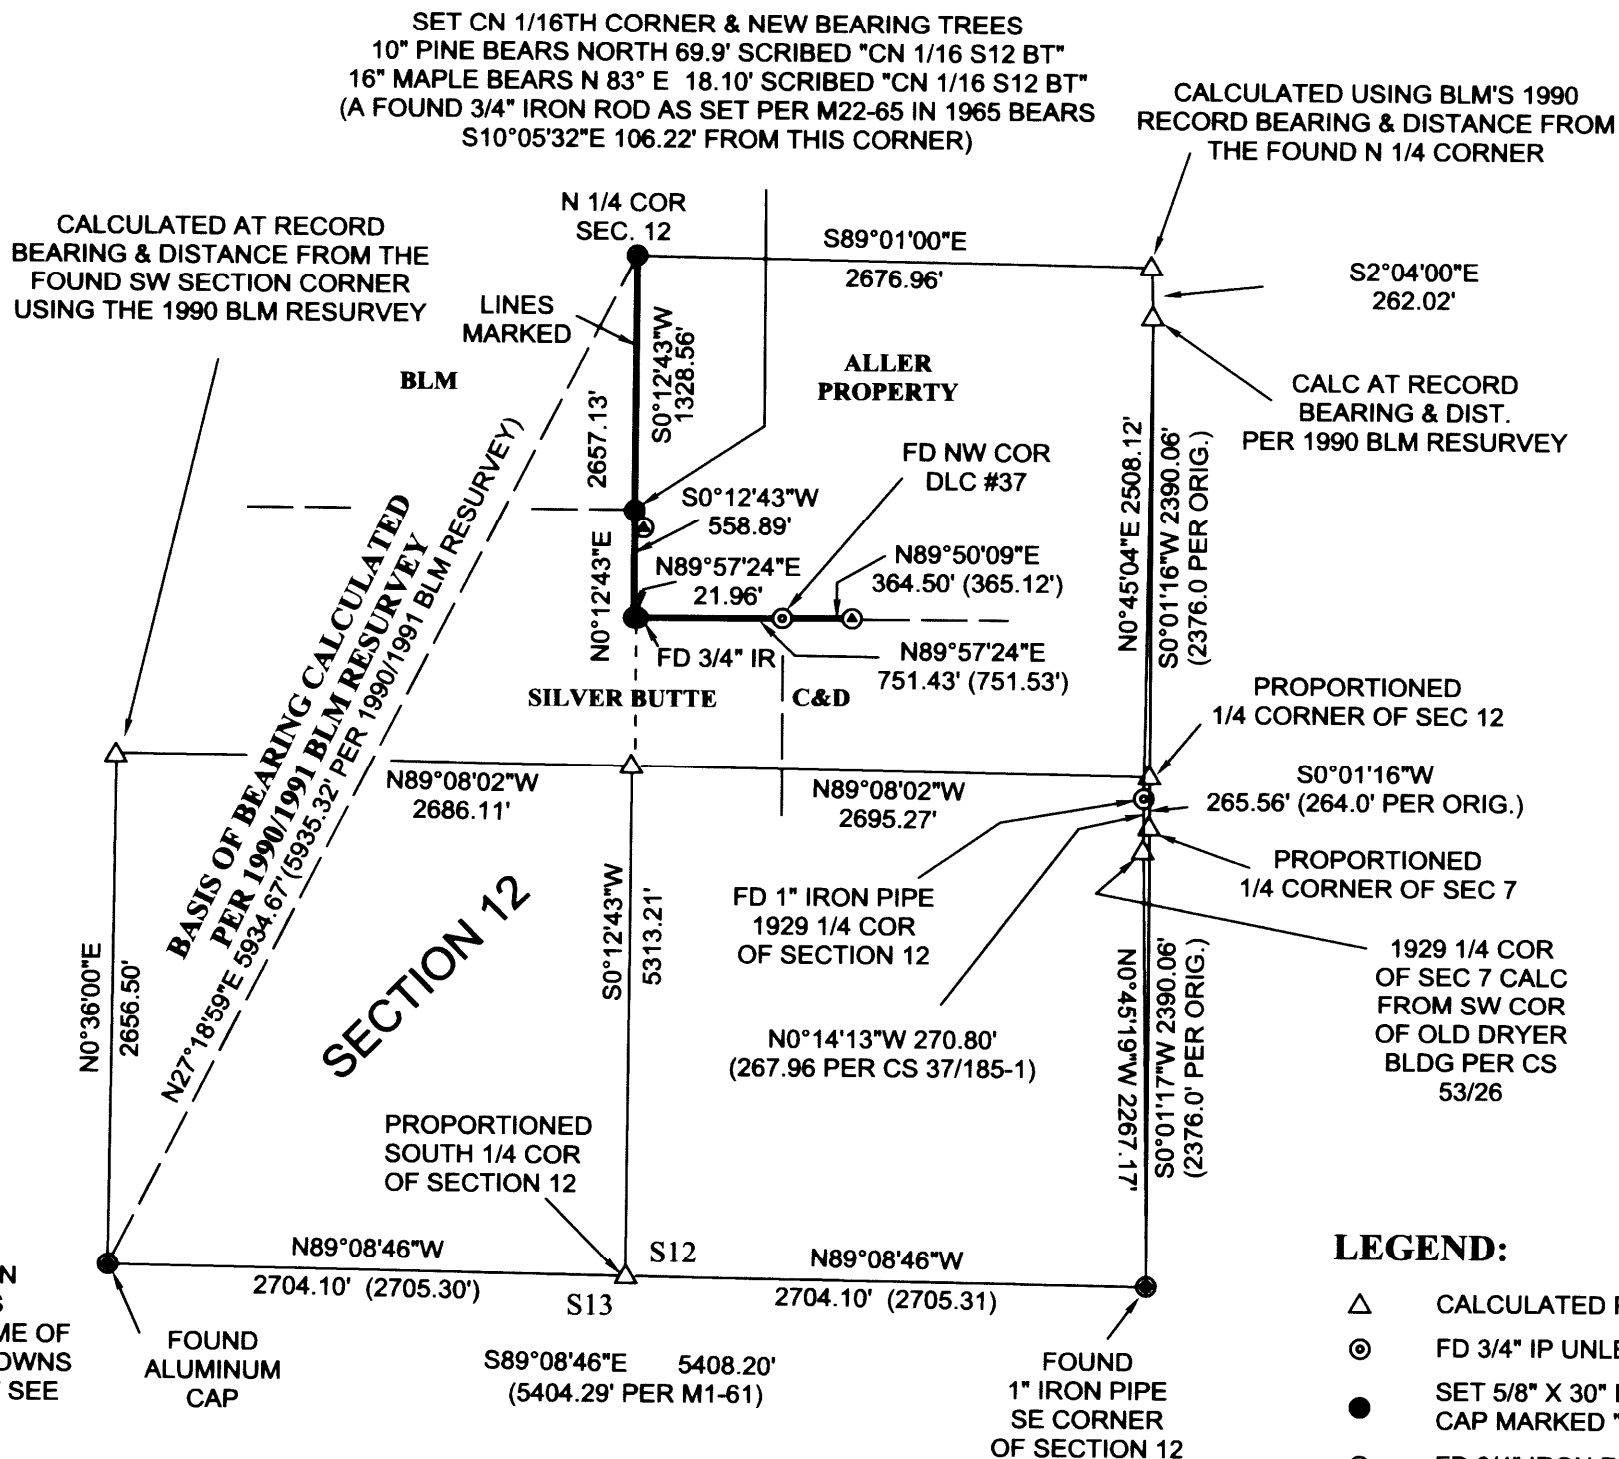 SET CN 1/16TH CORNER & NEW BEARING TREES
10" PINE BEARS NORTH 69.9' SCRIBED "CN 1/16 S12 BT"
16" MAPLE BEARS N 83° E 18.10' SCRIBED "CN 1/16 S12 BT"
(A FOUND 3/4" IRON ROD AS SET PER M22-65 IN 1965 BEARS
S10°05'32"E 106.22' FROM THIS CORNER)
CALCULATED USING BLM'S 1990
RECORD BEARING & DISTANCE FROM
THE FOUND N 1/4 CORNER
CALCULATED AT RECORD
BEARING & DISTANCE FROM THE
FOUND SW SECTION CORNER
USING THE 1990 BLM RESURVEY
N 1/4 COR
SEC. 12
S89°01'00"E
2676.96'
S2°04'00"E
262.02'
LINES
MARKED
BLM
S0°12'43"W
1328.56'
2657.13'
N0°12'43"E
ALLER
PROPERTY
CALC AT RECORD
BEARING & DIST.
PER 1990 BLM RESURVEY
FD NW COR
DLC #37
S0°12'43"W
558.89'
N89°57'24"E
21.96'
N89°50'09"E
364.50' (365.12')
N0°45'04"E 2508.12'
S0°01'16"W 2390.06'
(2376.0 PER ORIG.)
FD 3/4" IR
N89°57'24"E
751.43' (751.53')
SILVER BUTTE
C&D
PROPORTIONED
1/4 CORNER OF SEC 12
BASIS OF BEARING CALCULATED
PER 1990/1991 BLM RESURVEY
N27°18'59"E 5934.67'(5935.32' PER 1990/1991 BLM RESURVEY)
N89°08'02"W
2686.11'
N89°08'02"W
2695.27'
S0°01'16"W
265.56' (264.0' PER ORIG.)
PROPORTIONED
1/4 CORNER OF SEC 7
FD 1" IRON PIPE
1929 1/4 COR
OF SECTION 12
1929 1/4 COR
OF SEC 7 CALC
FROM SW COR
OF OLD DRYER
BLDG PER CS
53/26
SECTION 12
N0°36'00"E
2656.50'
S0°12'43"W
5313.21'
N0°14'13"W 270.80'
(267.96 PER CS 37/185-1)
N0°45'19"W 2267.17'
S0°01'17"W 2390.06'
(2376.0' PER ORIG.)
PROPORTIONED
SOUTH 1/4 COR
OF SECTION 12
N89°08'46"W
2704.10' (2705.30')
S12
S13
N89°08'46"W
2704.10' (2705.31)
N
S
ME OF
OWNS
SEE
FOUND
ALUMINUM
CAP
S89°08'46"E 5408.20'
(5404.29' PER M1-61)
FOUND
1" IRON PIPE
SE CORNER
OF SECTION 12
LEGEND:
CALCULATED
FD 3/4" IP
SET 5/8" X 30"
CAP MARKED "